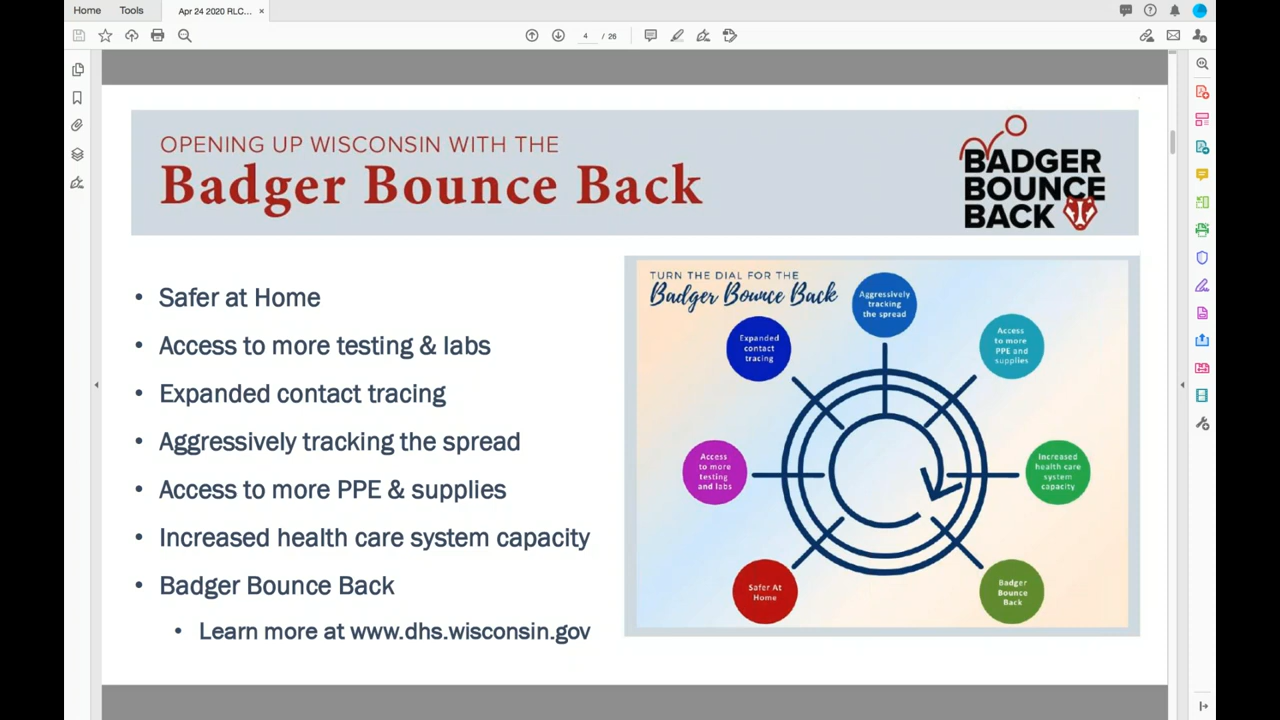 Home Tools Apr 24 2020 RLC... ×
4 / 26
OPENING UP WISCONSIN WITH THE
Badger Bounce Back
BADGER
BOUNCE
BACK
• Safer at Home
• Access to more testing & labs
• Expanded contact tracing
• Aggressively tracking the spread
• Access to more PPE & supplies
• Increased health care system capacity
• Badger Bounce Back
• Learn more at www.dhs.wisconsin.gov
TURN THE DIAL FOR THE
Badger Bounce Back
Aggressively
tracking
the spread
Expanded
contact
tracing
Access
to more
PPE and
supplies
Access
to more
testing
and labs
Increased
health care
system
capacity
Safer At
Home
Badger
Bounce
Back